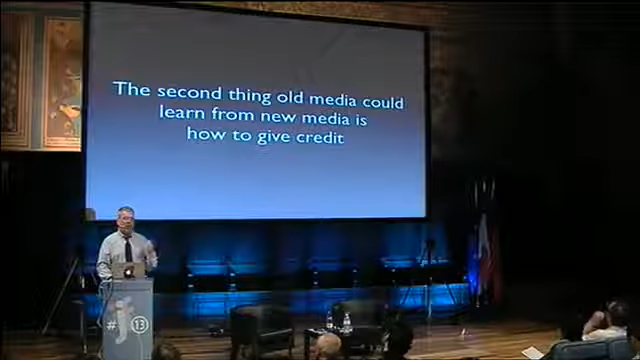 The second thing old media could
learn from new media is
how to give credit
#j
13